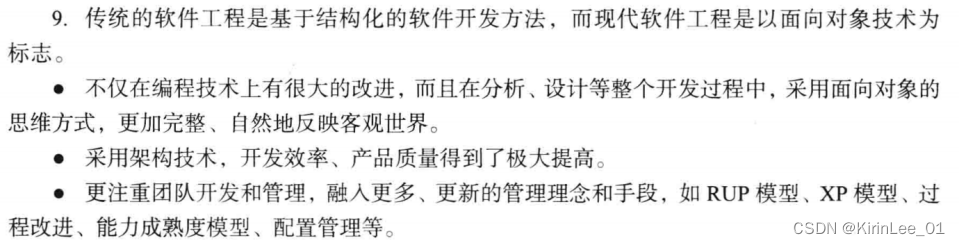 9. 传统的软件工程是基于结构化的软件开发方法，而现代软件工程是以面向对象技术为
标志。
● 不仅在编程技术上有很大的改进，而且在分析、设计等整个开发过程中，采用面向对象的
思维方式，更加完整、自然地反映客观世界。
● 采用架构技术，开发效率、产品质量得到了极大提高。
● 更注重团队开发和管理，融入更多、更新的管理理念和手段，如 RUP 模型、XP 模型、过
程改进、能力成熟度模型、配置管理等。
CSDN @KirinLee_01